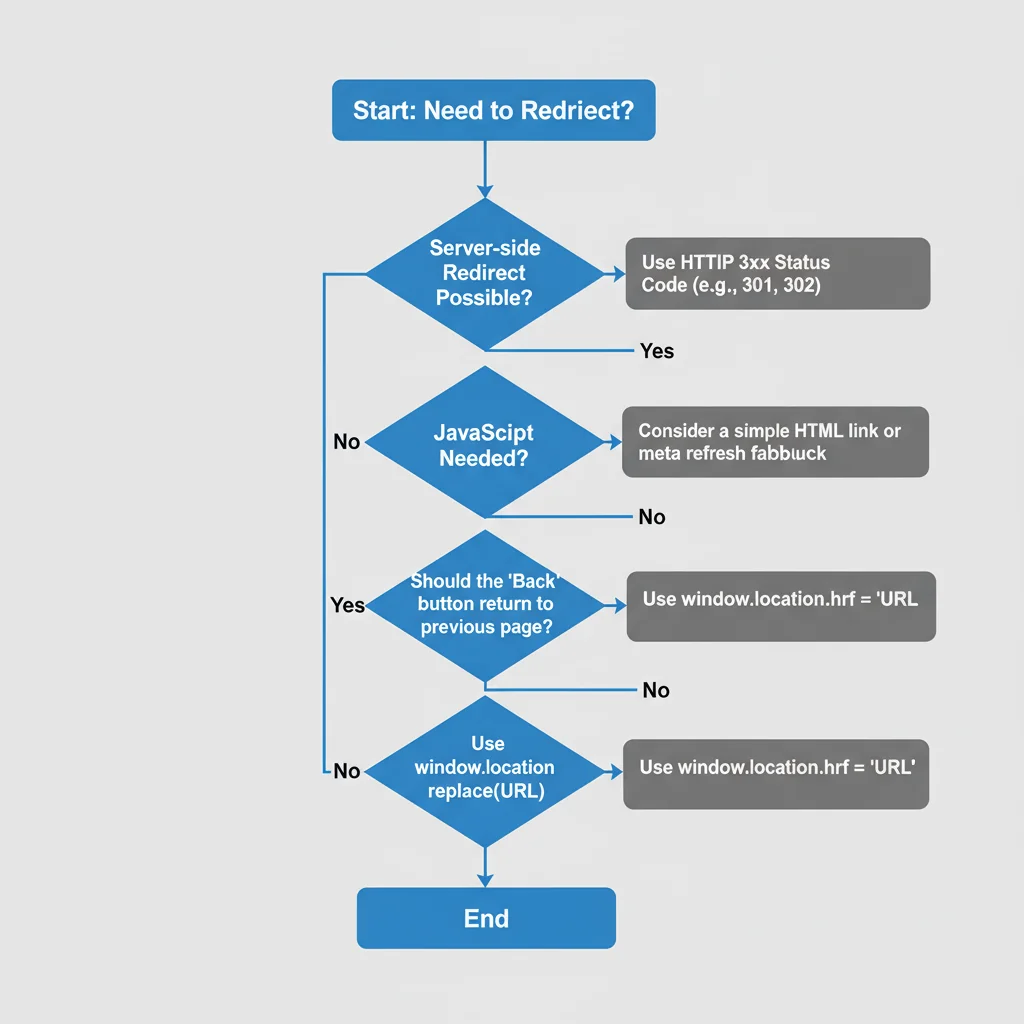 Start: Need to Redriect?
Server-side
Redirect
Possible?
Use HTTIP 3xx Status
Code (e.g., 301, 302)
Yes
No
JavaScipt
Needed?
Consider a simple HTML link or
meta refresh
No
Yes
Should the 'Back'
button return to
previous page?
Use window.location.hrf = 'URL
No
No
Use
window.location
replace(URL)
Use window.location.hrf = 'URL'
End